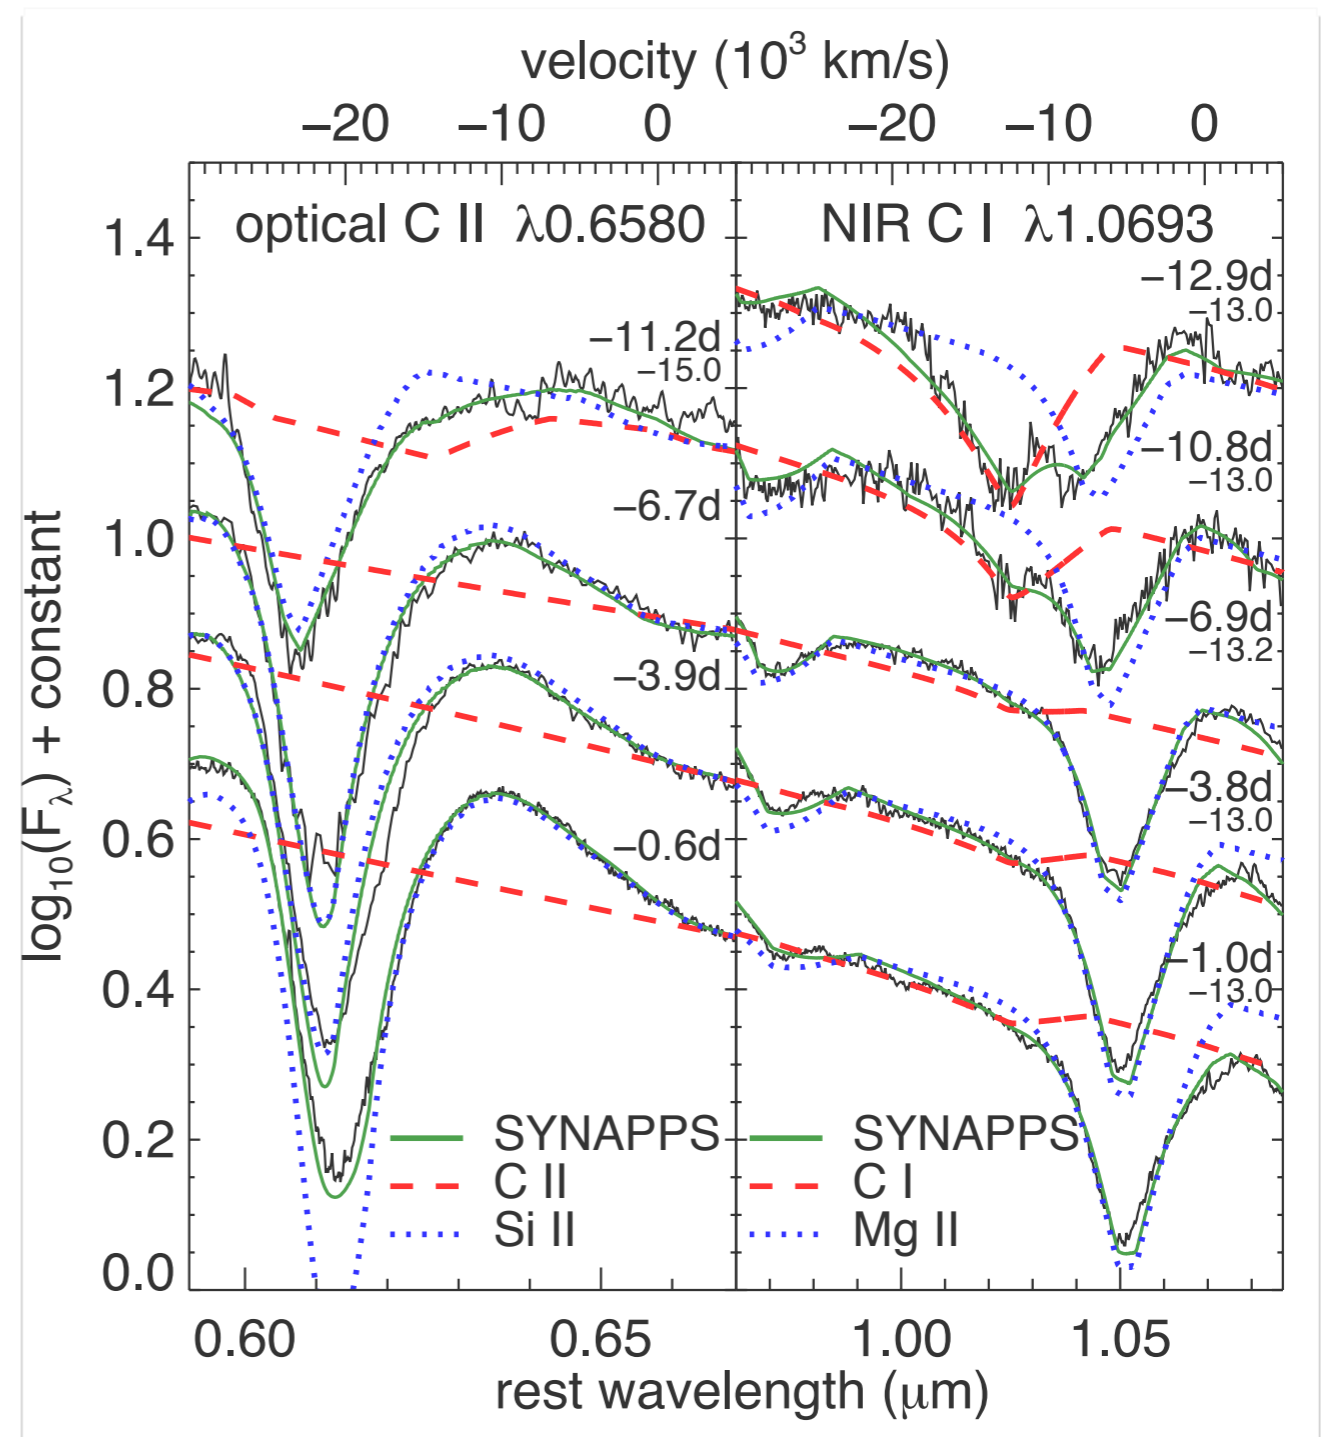 velocity (10³ km/s)
−20 −10 0 −20 −10 0
optical C II λ0.6580
NIR C I λ1.0693
1.4
1.2
1.0
0.8
0.6
0.4
0.2
0.0
log₁₀(F_λ) + constant
−11.2d
−15.0
−6.7d
−3.9d
−0.6d
−12.9d
−13.0
−10.8d
−13.0
−6.9d
−13.2
−3.8d
−13.0
−1.0d
−13.0
SYNAPPS
C II
Si II
SYNAPPS
C I
Mg II
0.60 0.65 1.00 1.05
rest wavelength (μm)